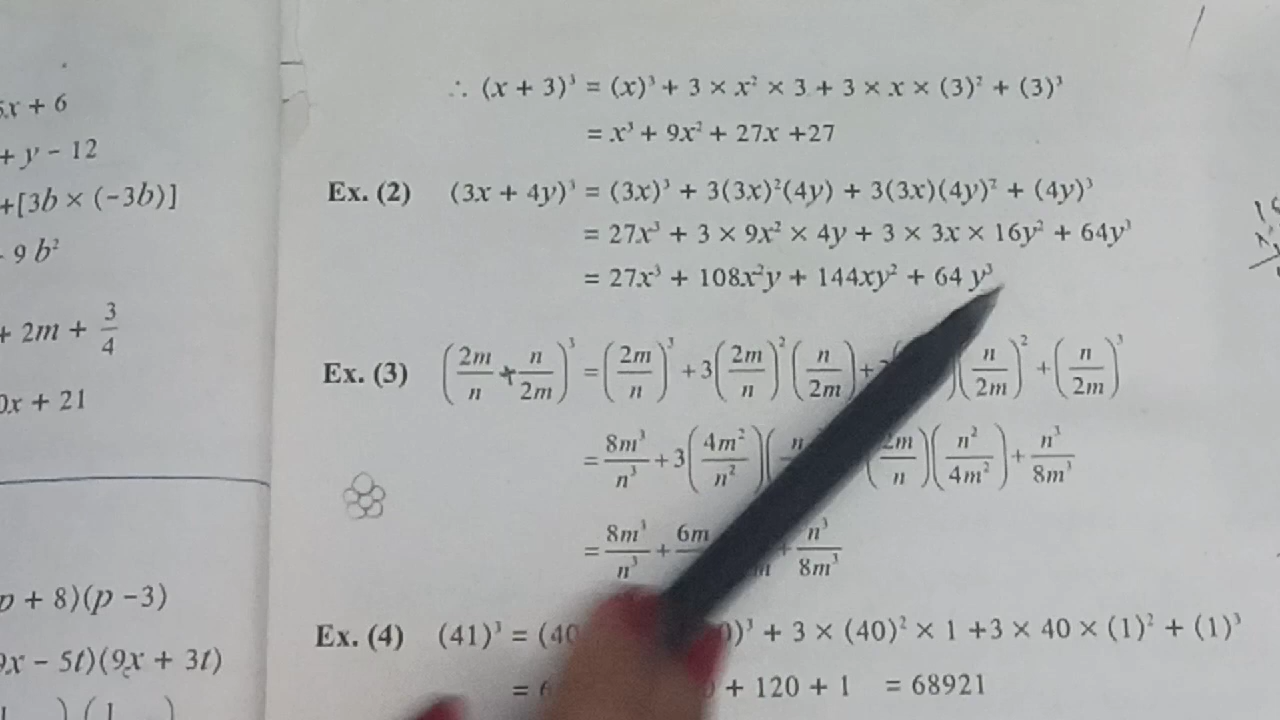 5x + 6
+ y − 12
+[3b × (−3b)]
9 b²
+ 2m + 3/4
0x + 21
p + 8)(p −3)
9x − 5t)(9x + 3t)
∴ (x + 3)³ = (x)³ + 3 × x² × 3 + 3 × x × (3)² + (3)³
= x³ + 9x² + 27x +27
Ex. (2) (3x + 4y)³ = (3x)³ + 3(3x)²(4y) + 3(3x)(4y)² + (4y)³
= 27x³ + 3 × 9x² × 4y + 3 × 3x × 16y² + 64y³
= 27x³ + 108x²y + 144xy² + 64 y³
Ex. (3) (2m/n + n/2m)³ = (2m/n)³ + 3(2m/n)²(n/2m) + (n/2m)² + (n/2m)³
= 8m³/n³ + 3(4m²/n²)( (2m/n)(n²/4m²) + n³/8m³
= 8m³/n³ + 6m + n³/8m³
Ex. (4) (41)³ = (40 )³ + 3 × (40)² × 1 +3 × 40 × (1)² + (1)³
= + 120 + 1 = 68921